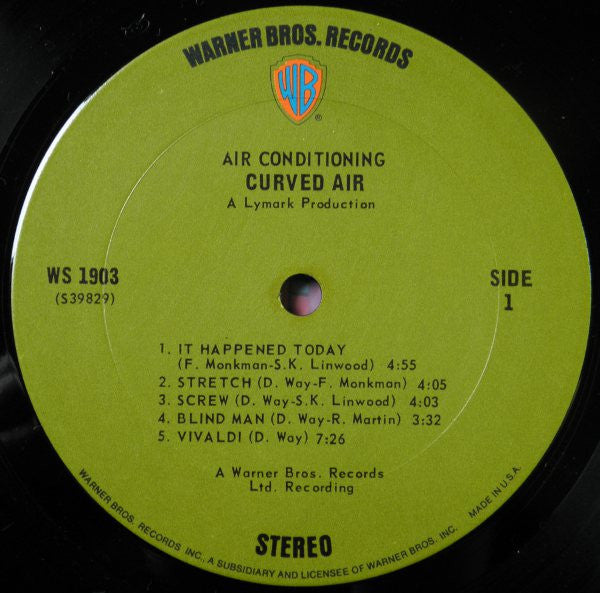 WARNER BROS. RECORDS
WB
®
AIR CONDITIONING
CURVED AIR
A Lymark Production
WS 1903
(S39829)
SIDE
1
1. IT HAPPENED TODAY
(F. Monkman-S.K. Linwood) 4:55
2. STRETCH (D. Way-F. Monkman) 4:05
3. SCREW (D. Way-S.K. Linwood) 4:03
4. BLIND MAN (D. Way-R. Martin) 3:32
5. VIVALDI (D. Way) 7:26
A Warner Bros. Records
Ltd. Recording
STEREO
WARNER BROS. RECORDS INC., A SUBSIDIARY AND LICENSEE OF WARNER BROS. INC.
MADE IN U.S.A.